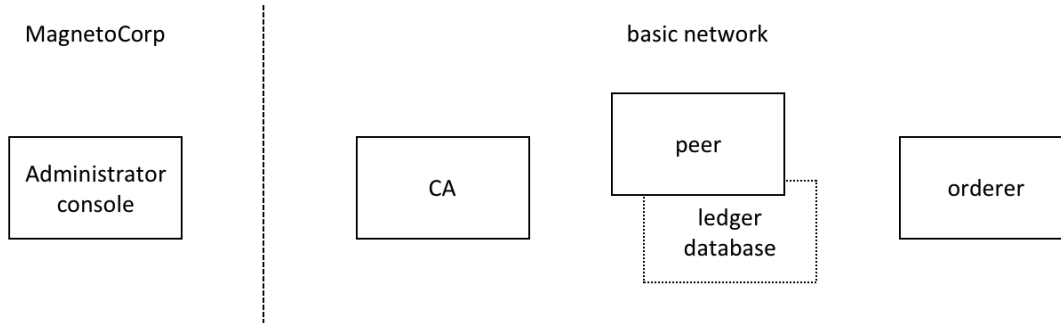 MagnetoCorp
basic network
Administrator
console
CA
peer
ledger
database
orderer